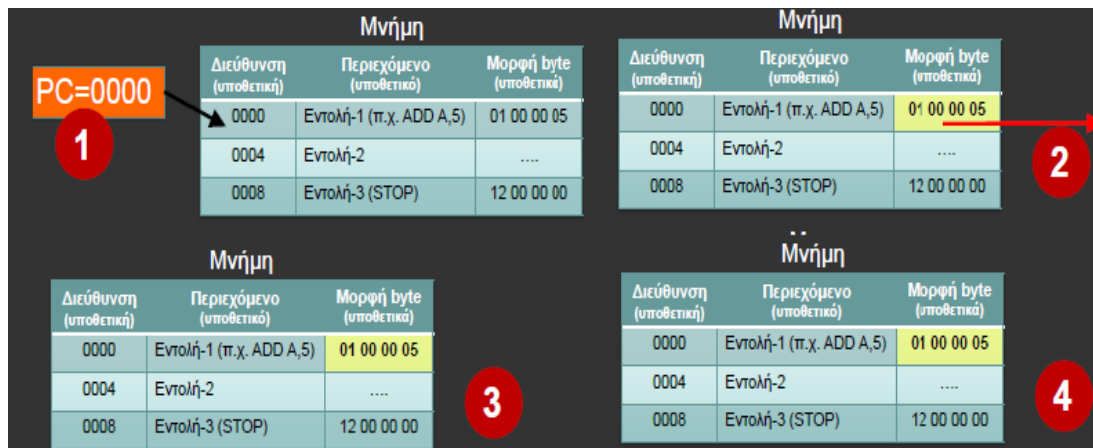 Μνήμη
PC=0000
1
Διεύθυνση Περιεχόμενο Μορφή byte
(υποθετική) (υποθετικό) (υποθετικά)
0000 Εντολή-1 (π.χ. ADD A,5) 01 00 00 05
0004 Εντολή-2 ....
0008 Εντολή-3 (STOP) 12 00 00 00
Μνήμη
Διεύθυνση Περιεχόμενο Μορφή byte
(υποθετική) (υποθετικό) (υποθετικά)
0000 Εντολή-1 (π.χ. ADD A,5) 01 00 00 05
0004 Εντολή-2 ....
0008 Εντολή-3 (STOP) 12 00 00 00
2
Μνήμη
Διεύθυνση Περιεχόμενο Μορφή byte
(υποθετική) (υποθετικό) (υποθετικά)
0000 Εντολή-1 (π.χ. ADD A,5) 01 00 00 05
0004 Εντολή-2 ....
0008 Εντολή-3 (STOP) 12 00 00 00
3
Μνήμη
Διεύθυνση Περιεχόμενο Μορφή byte
(υποθετική) (υποθετικό) (υποθετικά)
0000 Εντολή-1 (π.χ. ADD A,5) 01 00 00 05
0004 Εντολή-2 ....
0008 Εντολή-3 (STOP) 12 00 00 00
4